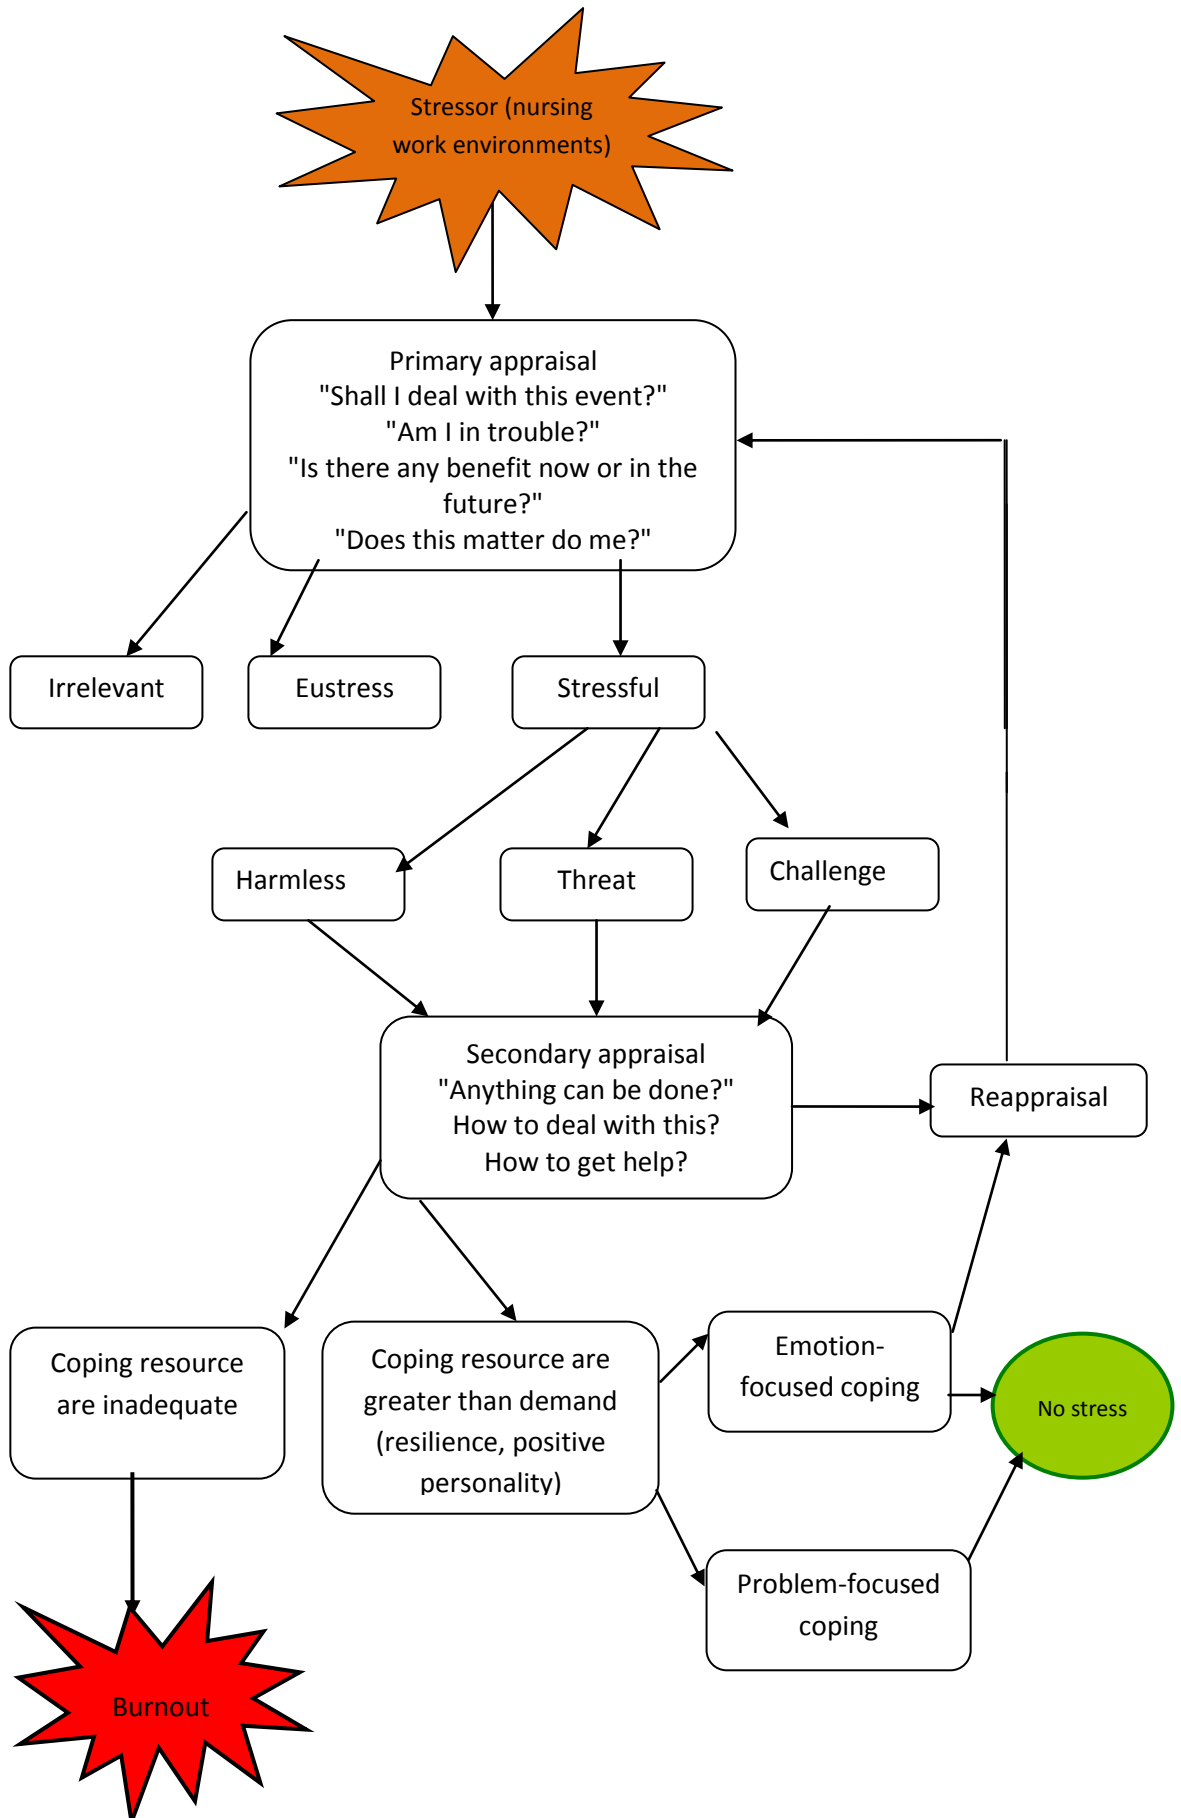 Stressor (nursing
work environments)
Primary appraisal
"Shall I deal with this event?"
"Am I in trouble?"
"Is there any benefit now or in the
future?"
"Does this matter do me?"
Irrelevant
Eustress
Stressful
Harmless
Threat
Challenge
Secondary appraisal
"Anything can be done?"
How to deal with this?
How to get help?
Reappraisal
Coping resource
are inadequate
Coping resource are
greater than demand
(resilience, positive
personality)
Emotion-
focused coping
No stress
Problem-focused
coping
Burnout